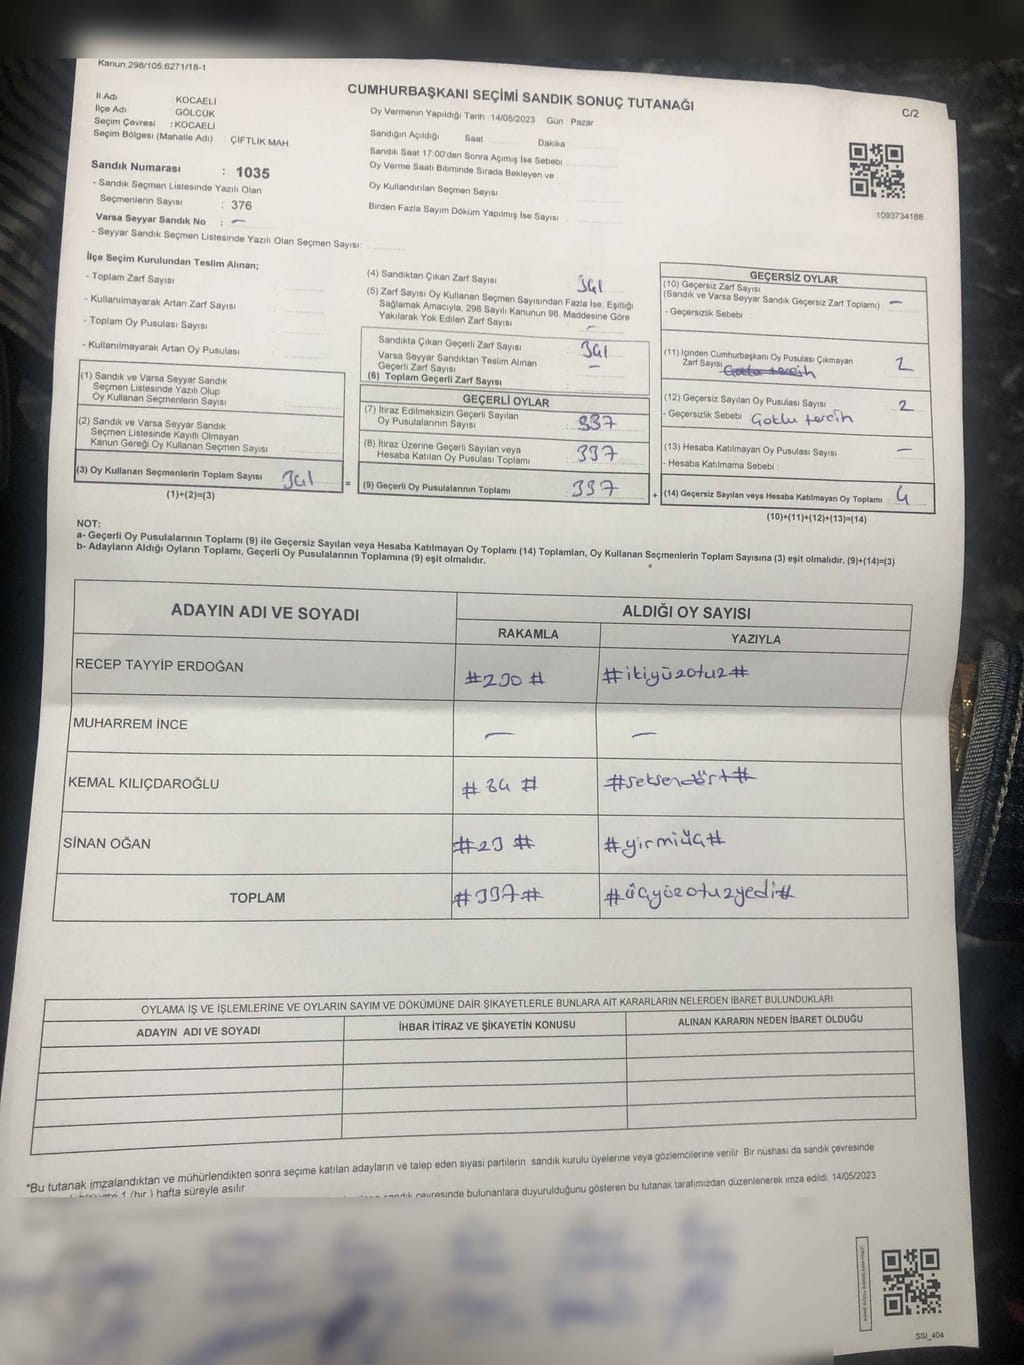 Kanun;298/105,6271/18-1
CUMHURBAŞKANI SEÇİMİ SANDIK SONUÇ TUTANAĞI
C/2
İl Adı KOCAELİ
İlçe Adı GÖLCÜK
Seçim Çevresi : KOCAELİ
Seçim Bölgesi (Mahalle Adı) : ÇİFTLİK MAH.
Oy Vermenin Yapıldığı Tarih : 14/05/2023 Gün : Pazar
Sandığın Açıldığı Saat Dakika
Sandık Saat 17:00'den Sonra Açımış İse Sebebi
Oy Verme Saati Bitiminde Sırada Bekleyen ve
Oy Kullandırılan Seçmen Sayısı
Birden Fazla Sayım Döküm Yapılmış İse Sayısı
1093734188
Sandık Numarası : 1035
- Sandık Seçmen Listesinde Yazılı Olan
Seçmenlerin Sayısı : 376
Varsa Seyyar Sandık No : —
- Seyyar Sandık Seçmen Listesinde Yazılı Olan Seçmen Sayısı:
İlçe Seçim Kurulundan Teslim Alınan;
- Toplam Zarf Sayısı
- Kullanılmayarak Artan Zarf Sayısı
- Toplam Oy Pusulası Sayısı
- Kullanılmayarak Artan Oy Pusulası
(1) Sandık ve Varsa Seyyar Sandık
Seçmen Listesinde Yazılı Olup
Oy Kullanan Seçmenlerin Sayısı
(2) Sandık ve Varsa Seyyar Sandık
Seçmen Listesinde Kayıtlı Olmayan
Kanun Gereği Oy Kullanan Seçmen Sayısı
(3) Oy Kullanan Seçmenlerin Toplam Sayısı 341 =
(1)+(2)=(3)
(4) Sandıktan Çıkan Zarf Sayısı 341
(5) Zarf Sayısı Oy Kullanan Seçmen Sayısından Fazla İse, Eşitliği
Sağlamak Amacıyla, 298 Sayılı Kanunun 98. Maddesine Göre
Yakılarak Yok Edilen Zarf Sayısı —
Sandıkta Çıkan Geçerli Zarf Sayısı 341
Varsa Seyyar Sandıktan Teslim Alınan
Geçerli Zarf Sayısı —
(6) Toplam Geçerli Zarf Sayısı
GEÇERLİ OYLAR
(7) İtiraz Edilmeksizin Geçerli Sayılan
Oy Pusulalarının Sayısı : 337
(8) İtiraz Üzerine Geçerli Sayılan veya
Hesaba Katılan Oy Pusulası Toplamı 337
(9) Geçerli Oy Pusulalarının Toplamı 337 +
GEÇERSİZ OYLAR
(10) Geçersiz Zarf Sayısı
(Sandık ve Varsa Seyyar Sandık Geçersiz Zarf Toplamı) —
- Geçersizlik Sebebi
(11) İçinden Cumhurbaşkanı Oy Pusulası Çıkmayan
Zarf Sayısı 2
(12) Geçersiz Sayılan Oy Pusulası Sayısı 2
- Geçersizlik Sebebi Çoklu tercih
(13) Hesaba Katılmayan Oy Pusulası Sayısı —
- Hesaba Katılmama Sebebi :
(14) Geçersiz Sayılan veya Hesaba Katılmayan Oy Toplamı 4
(10)+(11)+(12)+(13)=(14)
NOT:
a- Geçerli Oy Pusulalarının Toplamı (9) ile Geçersiz Sayılan veya Hesaba Katılmayan Oy Toplamı (14) Toplamları, Oy Kullanan Seçmenlerin Toplam Sayısına (3) eşit olmalıdır. (9)+(14)=(3)
b- Adayların Aldığı Oyların Toplamı, Geçerli Oy Pusulalarının Toplamına (9) eşit olmalıdır.
ADAYIN ADI VE SOYADI ALDIĞI OY SAYISI
RAKAMLA YAZIYLA
RECEP TAYYİP ERDOĞAN #230# #ikiyüzotuz#
MUHARREM İNCE — —
KEMAL KILIÇDAROĞLU #84# #seksendört#
SİNAN OĞAN #23# #yirmiüç#
TOPLAM #337# #üçyüzotuzyedi#
OYLAMA İŞ VE İŞLEMLERİNE VE OYLARIN SAYIM VE DÖKÜMÜNE DAİR ŞİKAYETLERLE BUNLARA AİT KARARLARIN NELERDEN İBARET BULUNDUKLARI
ADAYIN ADI VE SOYADI İHBAR İTİRAZ VE ŞİKAYETİN KONUSU ALINAN KARARIN NEDEN İBARET OLDUĞU
*Bu tutanak imzalandıktan ve mühürlendikten sonra seçime katılan adayların ve talep eden siyasi partilerin sandık kurulu üyelerine veya gözlemcilerine verilir. Bir nüshası da sandık çevresinde
1 (bir) hafta süreyle asılır.
sandık çevresinde bulunanlara duyurulduğunu gösteren bu tutanak tarafımızdan düzenlenerek imza edildi. 14/05/2023
SSI_404